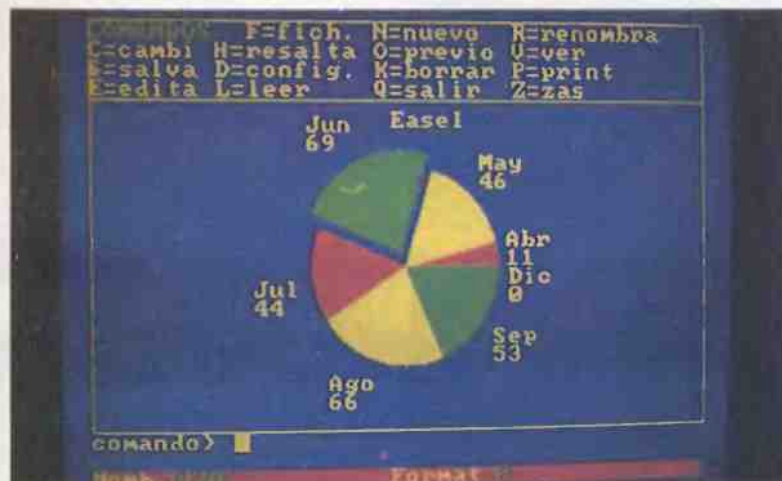 COMANDOS F=fich. N=nuevo R=renombra
C=cambi H=resalta O=previo V=ver
S=salva D=config. K=borrar P=print
E=edita L=leer Q=salir Z=zas
Easel
Jun
69
May
46
Abr
11
Dic
0
Jul
44
Sep
53
Ago
66
comando>
Format